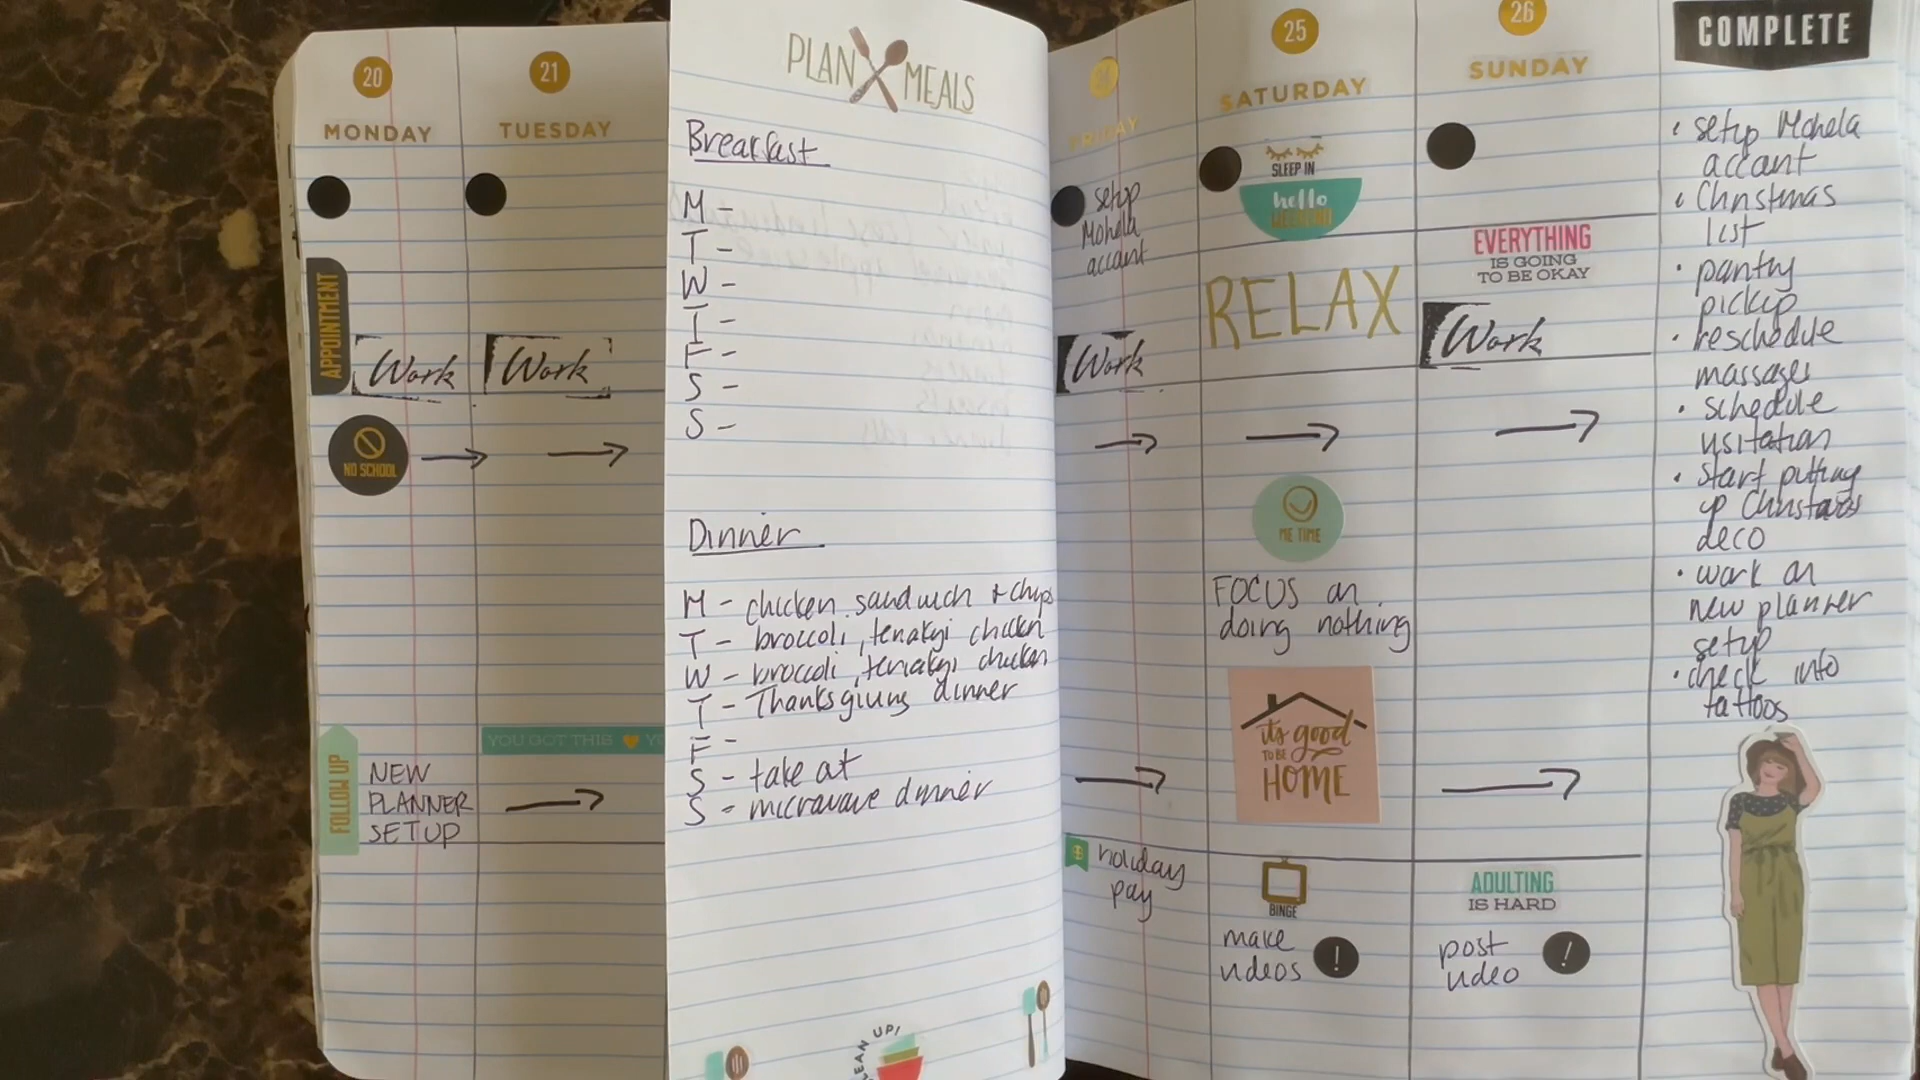 20
MONDAY
APPOINTMENT
Work
NO SCHOOL
FOLLOW UP
NEW
PLANNER
SETUP
21
TUESDAY
Work
YOU GOT THIS
PLAN MEALS
Breakfast
M -
T -
W -
T -
F -
S -
S -
Dinner
M - chicken sandwich + chips
T - broccoli, teriakyi chicken
W - broccoli, teriakyi chicken
T - Thanksgiving dinner
F -
S - take out
S - microwave dinner
CLEAN UP!
FRIDAY
setup
Mohela
account
Work
holiday
pay
25
SATURDAY
SLEEP IN
hello
WEEKEND
RELAX
ME TIME
FOCUS on
doing nothing
it's good
TO BE
HOME
BINGE
make
videos
!
26
SUNDAY
EVERYTHING
IS GOING
TO BE OKAY
Work
ADULTING
IS HARD
post
video
!
COMPLETE
• setup Mohela
account
• Christmas
list
• pantry
pickup
• reschedule
massages
• schedule
visitation
• start putting
up Christmas
deco
• work on
new planner
setup
• check into
tattoos